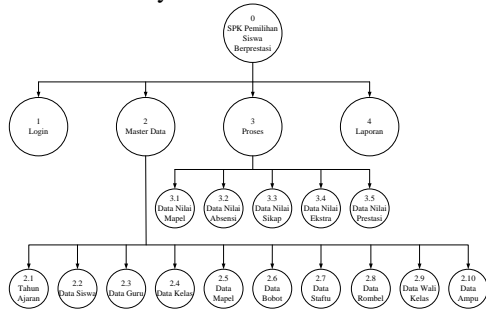 0
SPK Pemilihan
Siswa
Berprestasi
1
Login
2
Master Data
3
Proses
4
Laporan
3.1
Data Nilai
Mapel
3.2
Data Nilai
Absensi
3.3
Data Nilai
Sikap
3.4
Data Nilai
Ekstra
3.5
Data Nilai
Prestasi
2.1
Tahun
Ajaran
2.2
Data Siswa
2.3
Data Guru
2.4
Data Kelas
2.5
Data
Mapel
2.6
Data
Bobot
2.7
Data
Staftu
2.8
Data
Rombel
2.9
Data Wali
Kelas
2.10
Data
Ampu